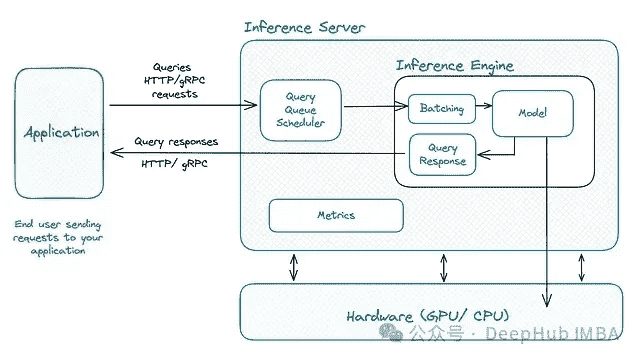 Inference Server
Queries
HTTP/gRPC
requests
Inference Engine
Application
Query
Queue
Scheduler
Batching
Model
Query responses
HTTP/ gRPC
Query
Response
Metrics
End user sending
requests to your
application
Hardware (GPU/ CPU)
公众号 · DeepHub IMBA